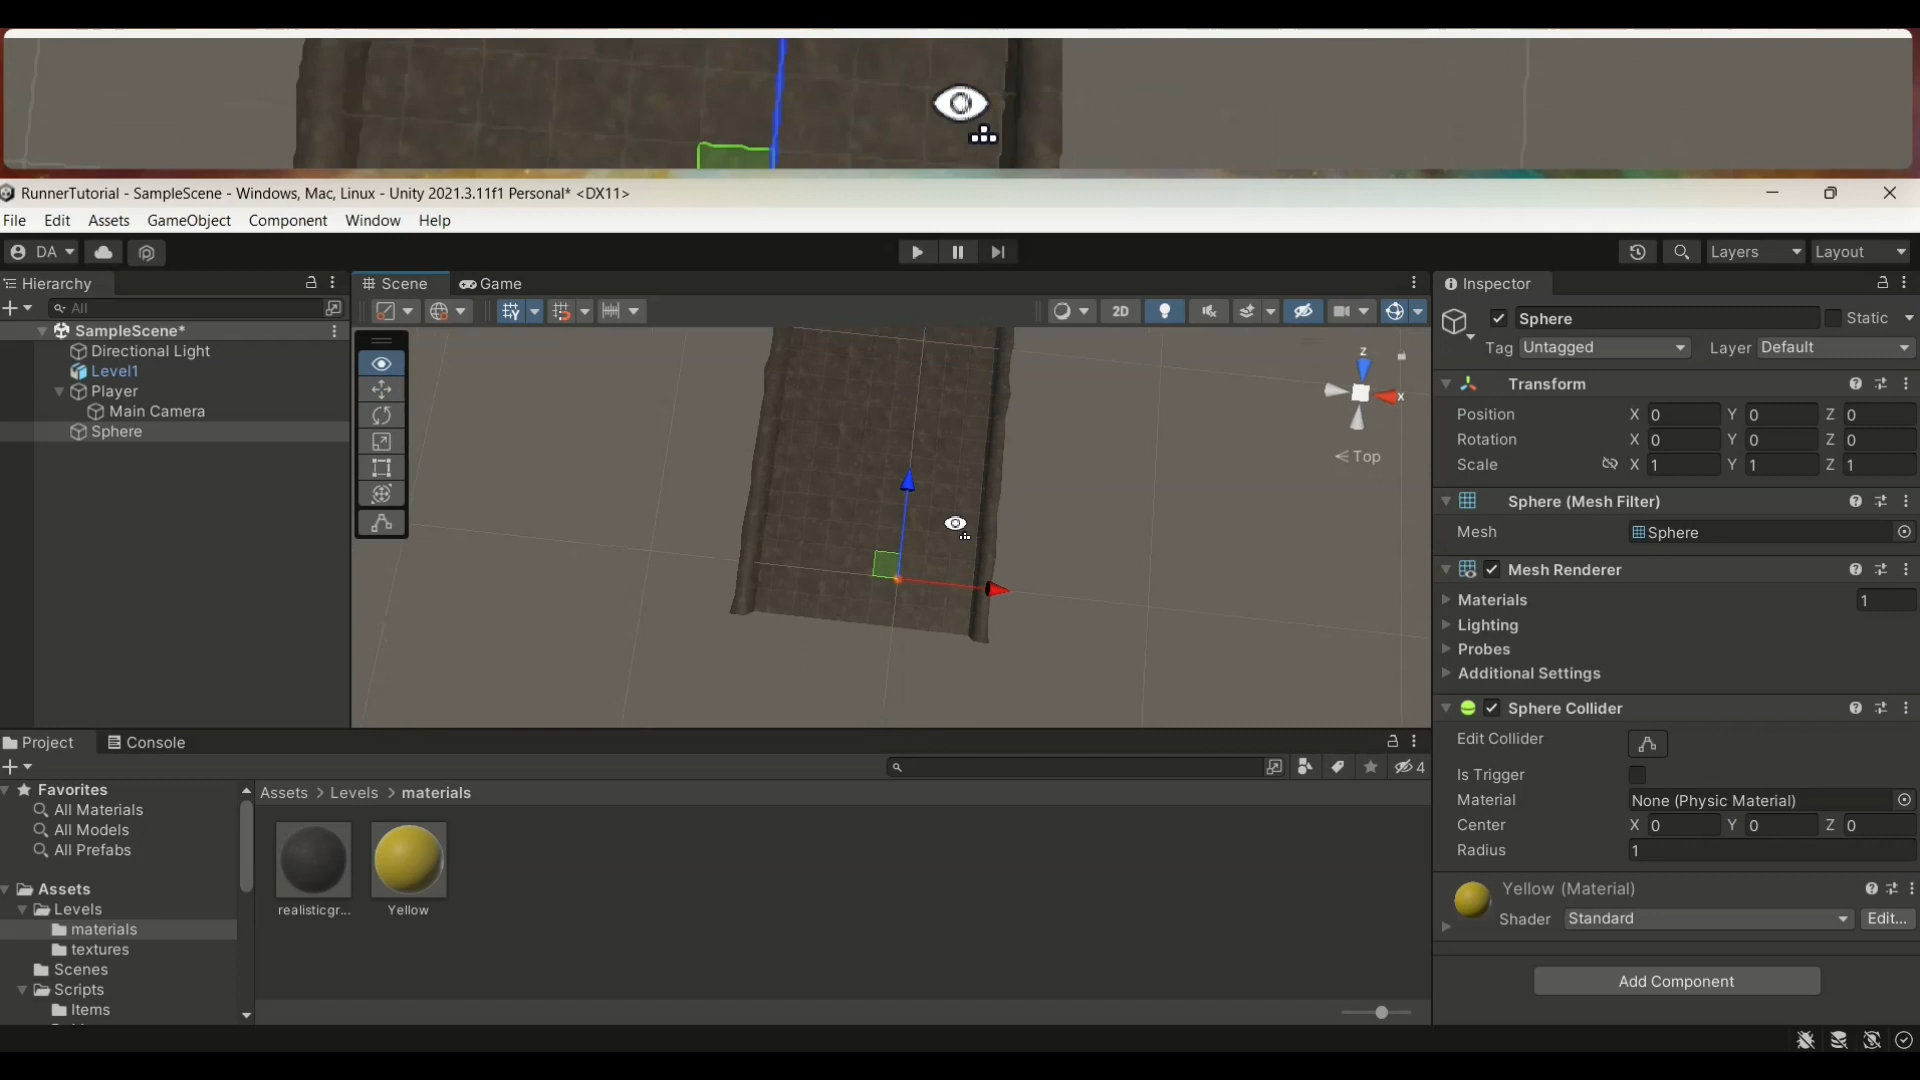 RunnerTutorial - SampleScene - Windows, Mac, Linux - Unity 2021.3.11f1 Personal* <DX11>
File Edit Assets GameObject Component Window Help
DA Layers Layout
Hierarchy
All
SampleScene*
Directional Light
Level1
Player
Main Camera
Sphere
Scene Game
2D
z
x
Top
Inspector
Sphere Static
Tag Untagged Layer Default
Transform
Position X 0 Y 0 Z 0
Rotation X 0 Y 0 Z 0
Scale X 1 Y 1 Z 1
Sphere (Mesh Filter)
Mesh Sphere
Mesh Renderer
Materials 1
Lighting
Probes
Additional Settings
Sphere Collider
Edit Collider
Is Trigger
Material None (Physic Material)
Center X 0 Y 0 Z 0
Radius 1
Yellow (Material)
Shader Standard Edit...
Add Component
Project Console
4
Favorites
All Materials
All Models
All Prefabs
Assets
Levels
materials
textures
Scenes
Scripts
Items
Assets > Levels > materials
realisticgr... Yellow